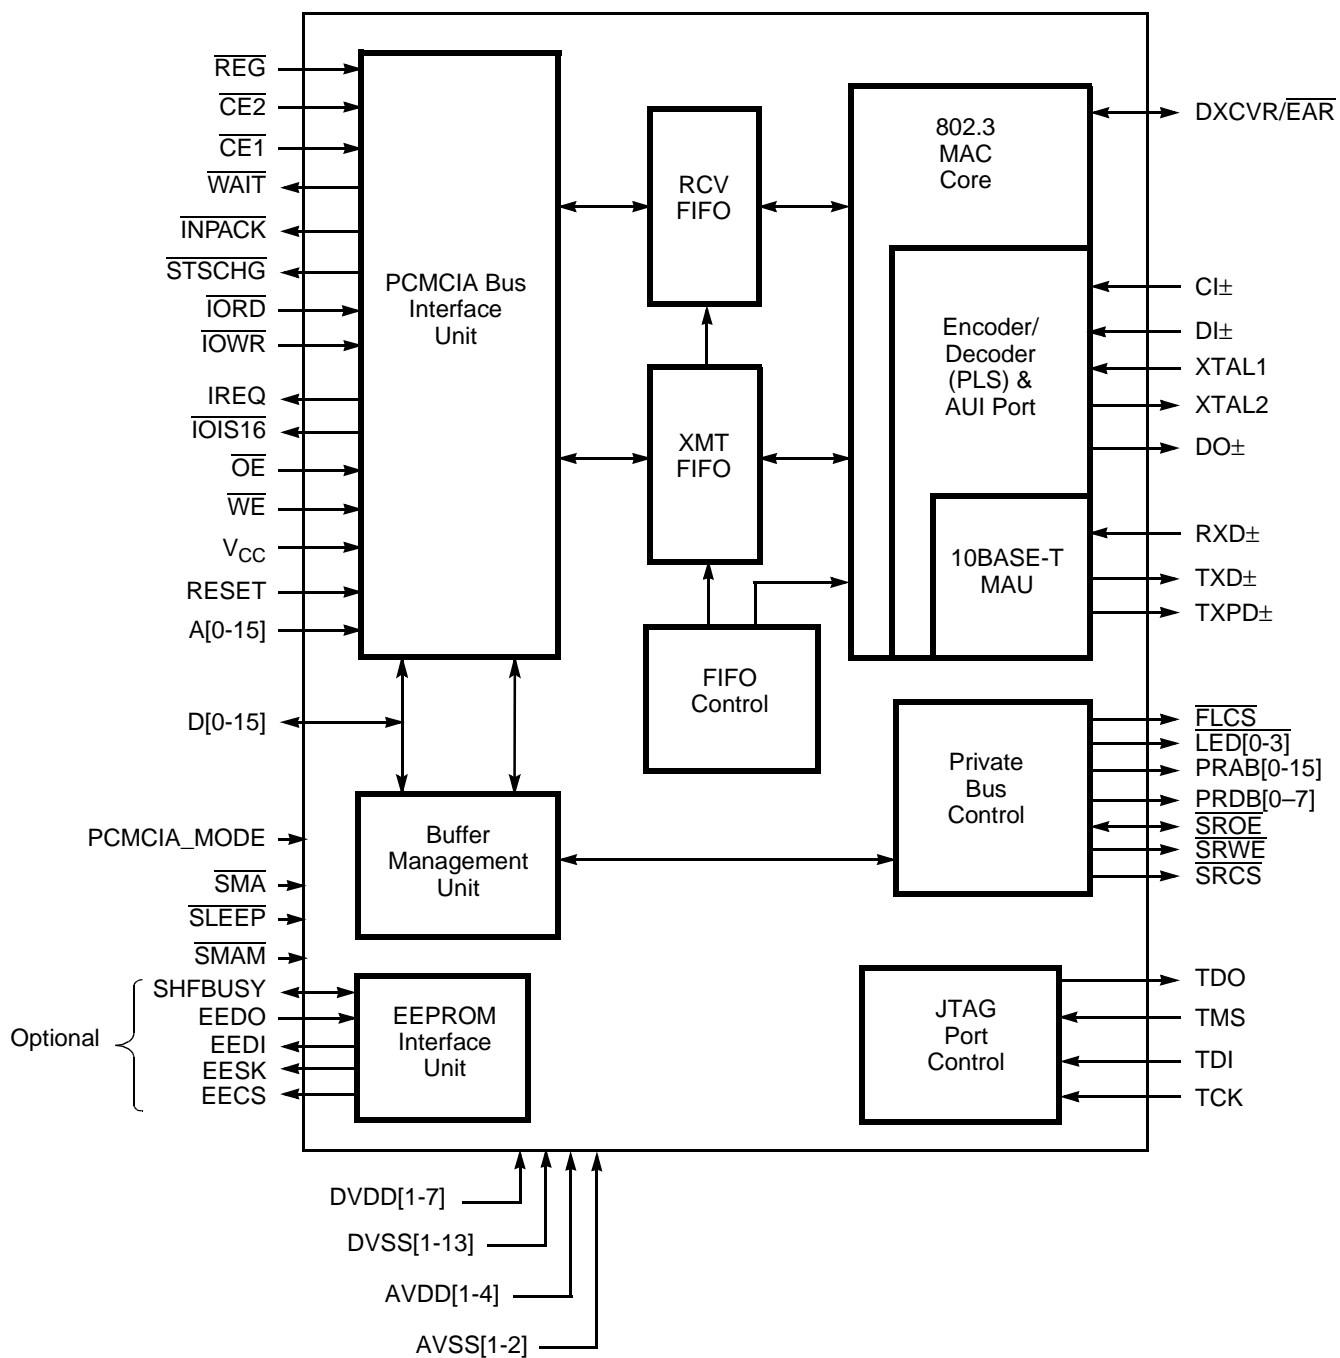 REG
CE2
CE1
WAIT
INPACK
STSCHG
IORD
IOWR
IREQ
IOIS16
OE
WE
VCC
RESET
A[0-15]
D[0-15]
PCMCIA_MODE
SMA
SLEEP
SMAM
Optional
SHFBUSY
EEDO
EEDI
EESK
EECS
PCMCIA Bus
Interface
Unit
Buffer
Management
Unit
EEPROM
Interface
Unit
RCV
FIFO
XMT
FIFO
FIFO
Control
802.3
MAC
Core
Encoder/
Decoder
(PLS) &
AUI Port
10BASE-T
MAU
Private
Bus
Control
JTAG
Port
Control
DXCVR/EAR
CI±
DI±
XTAL1
XTAL2
DO±
RXD±
TXD±
TXPD±
FLCS
LED[0-3]
PRAB[0-15]
PRDB[0–7]
SROE
SRWE
SRCS
TDO
TMS
TDI
TCK
DVDD[1-7]
DVSS[1-13]
AVDD[1-4]
AVSS[1-2]